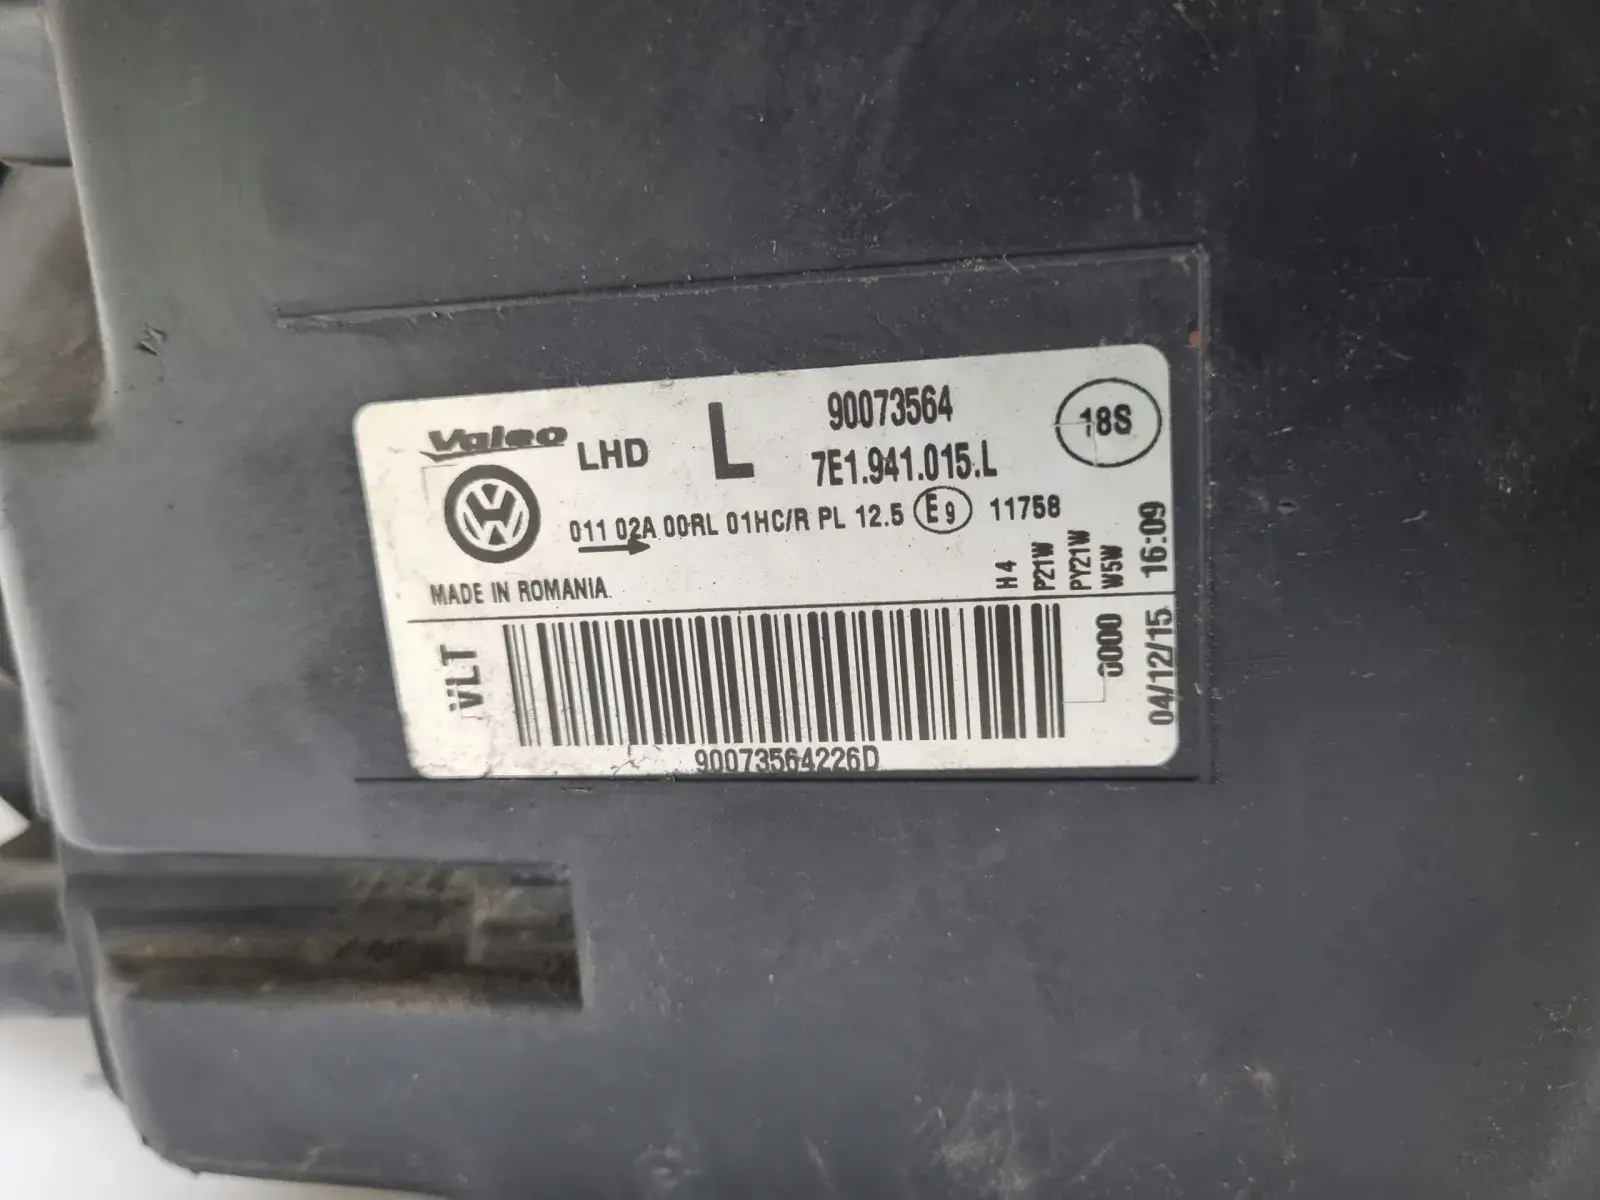 Valeo LHD L 90073564 18S
7E1.941.015.L
011 02A 00RL 01HC/R PL 12.5 E9 11758
MADE IN ROMANIA
H4
P21W
PY21W
W5W
16:09
VLT
0000
04/12/15
90073564226D